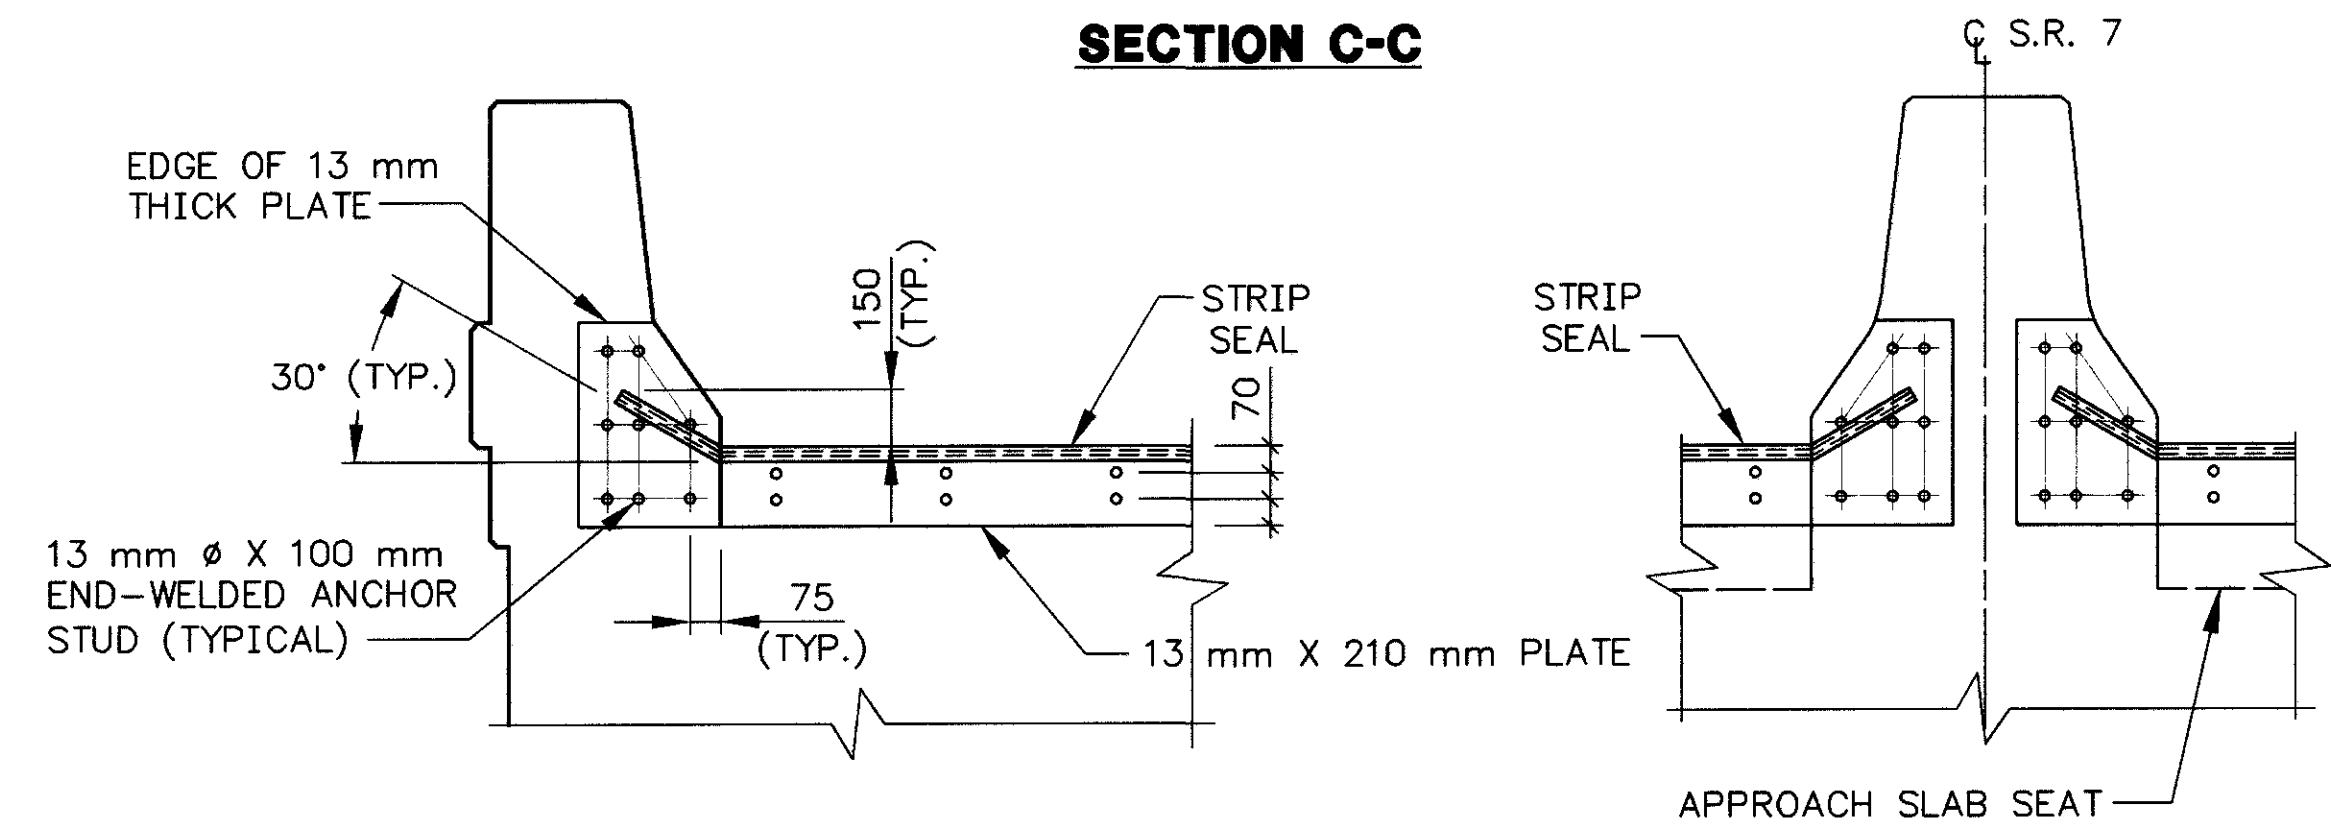 SECTION C-C
℄ S.R. 7
EDGE OF 13 mm
THICK PLATE
150
(TYP.)
STRIP
SEAL
STRIP
SEAL
30° (TYP.)
70
13 mm ø X 100 mm
END-WELDED ANCHOR
STUD (TYPICAL)
75
(TYP.)
13 mm X 210 mm PLATE
APPROACH SLAB SEAT